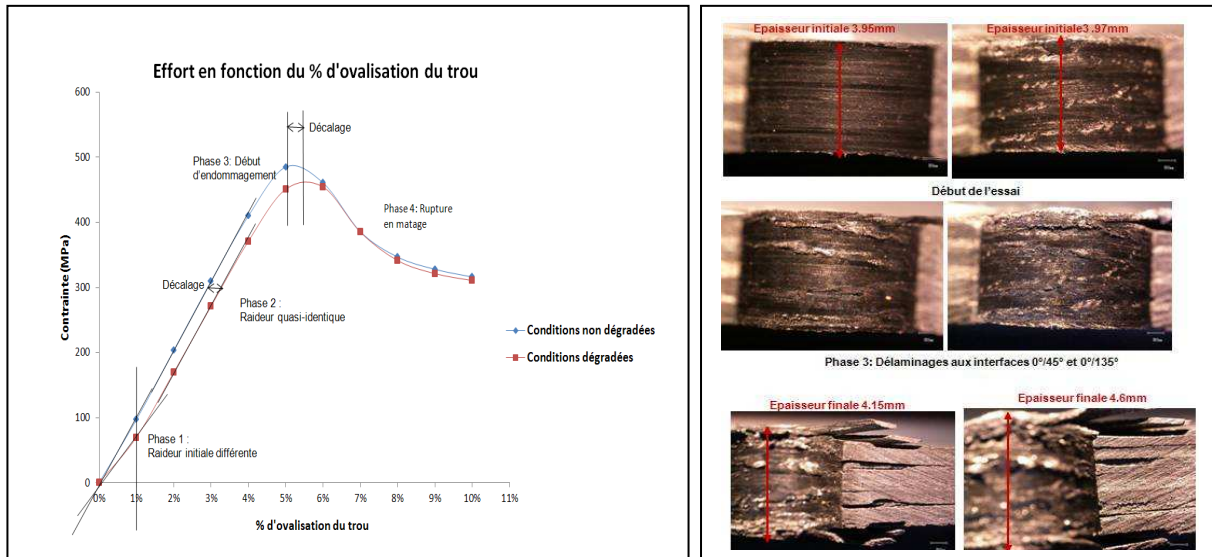 Effort en fonction du % d'ovalisation du trou
600
500
400
300
200
100
0
Contrainte (MPa)
Décalage
Phase 3: Début
d'endommagement
Phase 4: Rupture
en matage
Décalage
Phase 2 :
Raideur quasi-identique
Conditions non dégradées
Conditions dégradées
Phase 1 :
Raideur initiale différente
0% 1% 2% 3% 4% 5% 6% 7% 8% 9% 10% 11%
% d'ovalisation du trou
Epaisseur initiale 3.95mm
Epaisseur initiale3 .97mm
Début de l'essai
Phase 3: Délaminages aux interfaces 0°/45° et 0°/135°
Epaisseur finale 4.15mm
Epaisseur finale 4.6mm